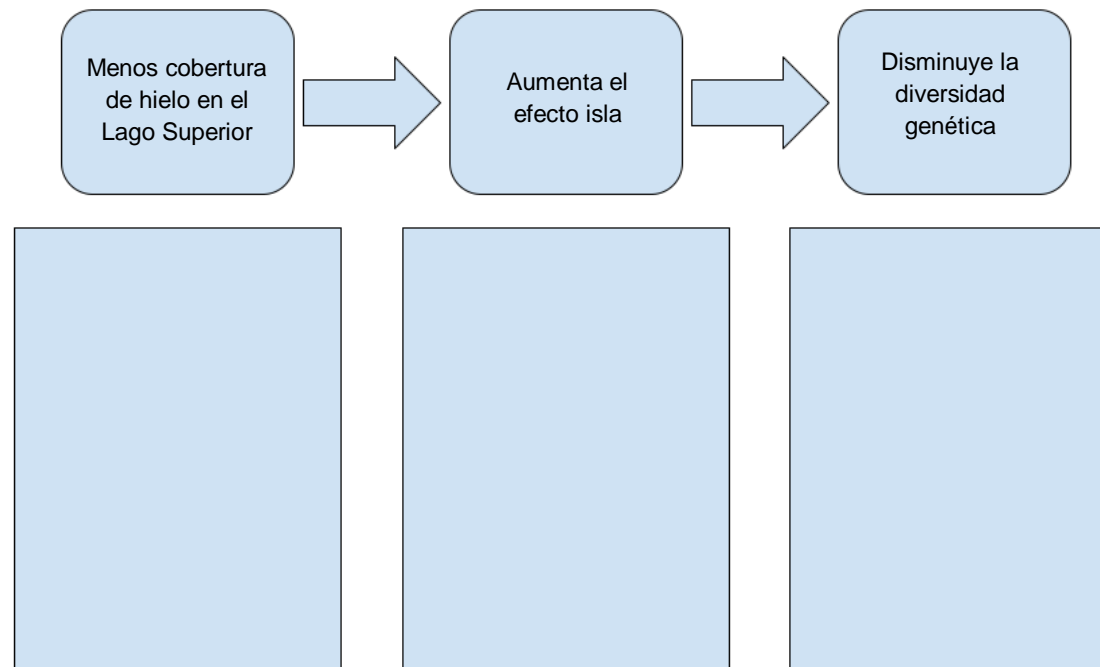 Menos cobertura
de hielo en el
Lago Superior
Aumenta el
efecto isla
Disminuye la
diversidad
genética